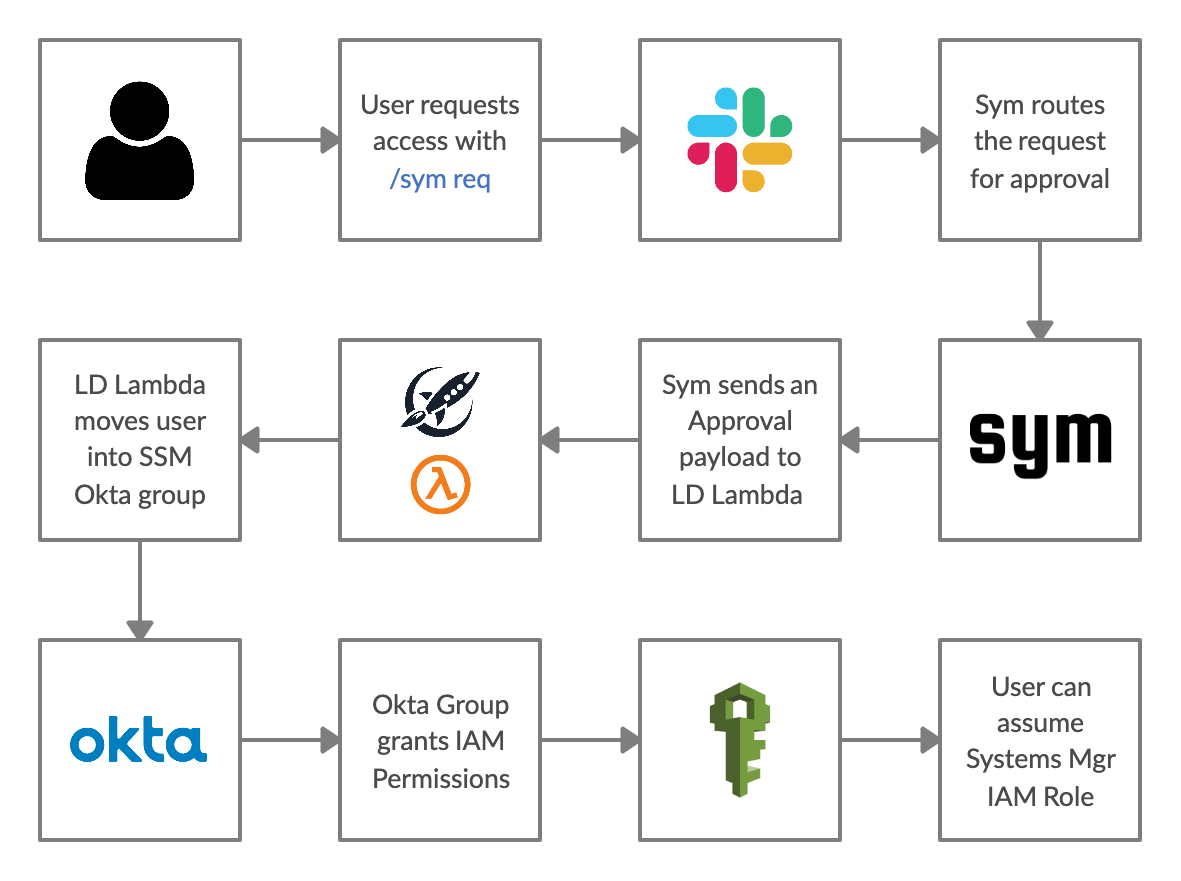 User requests
access with
/sym req
Sym routes
the request
for approval
sym
Sym sends an
Approval
payload to
LD Lambda
λ
LD Lambda
moves user
into SSM
Okta group
okta
Okta Group
grants IAM
Permissions
User can
assume
Systems Mgr
IAM Role